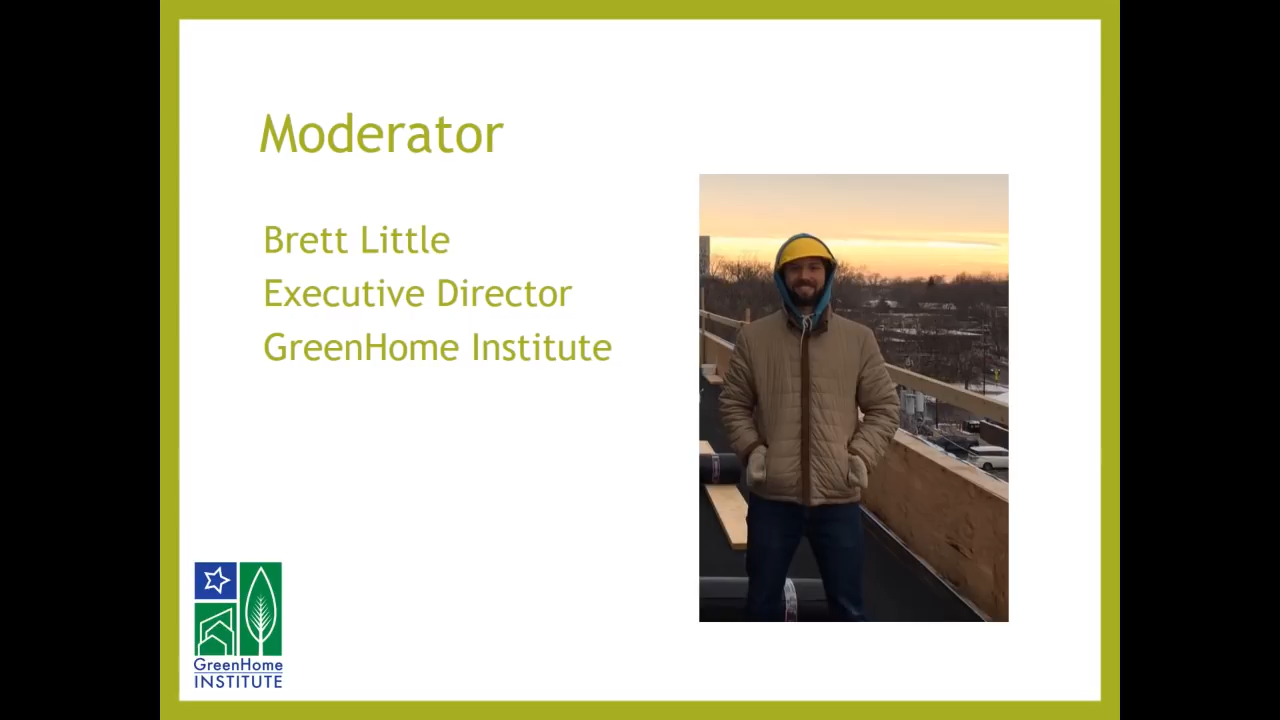 Moderator
Brett Little
Executive Director
GreenHome Institute
GreenHome
INSTITUTE